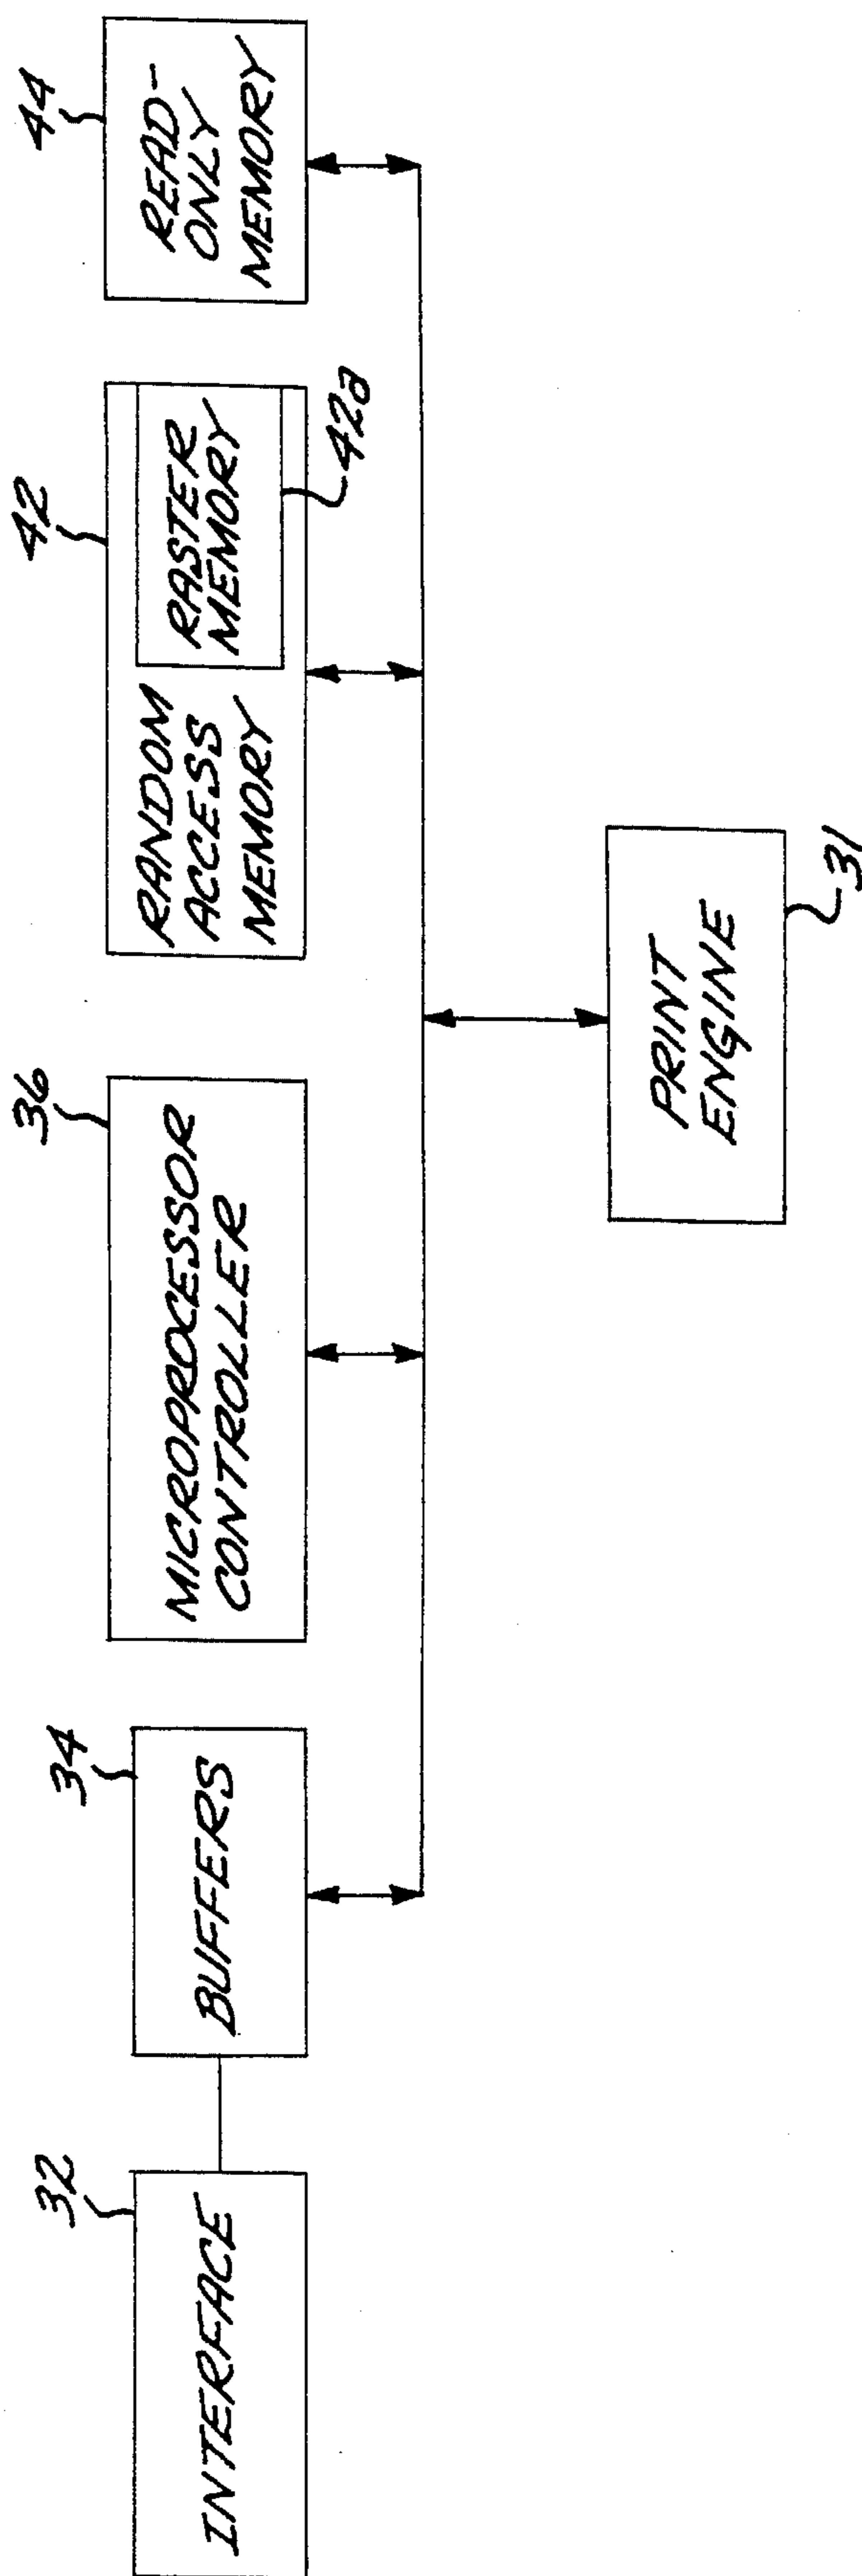 32
INTERFACE
34
BUFFERS
36
MICROPROCESSOR
CONTROLLER
42
RANDOM
ACCESS
MEMORY
RASTER
MEMORY
42a
44
READ-
ONLY
MEMORY
PRINT
ENGINE
31